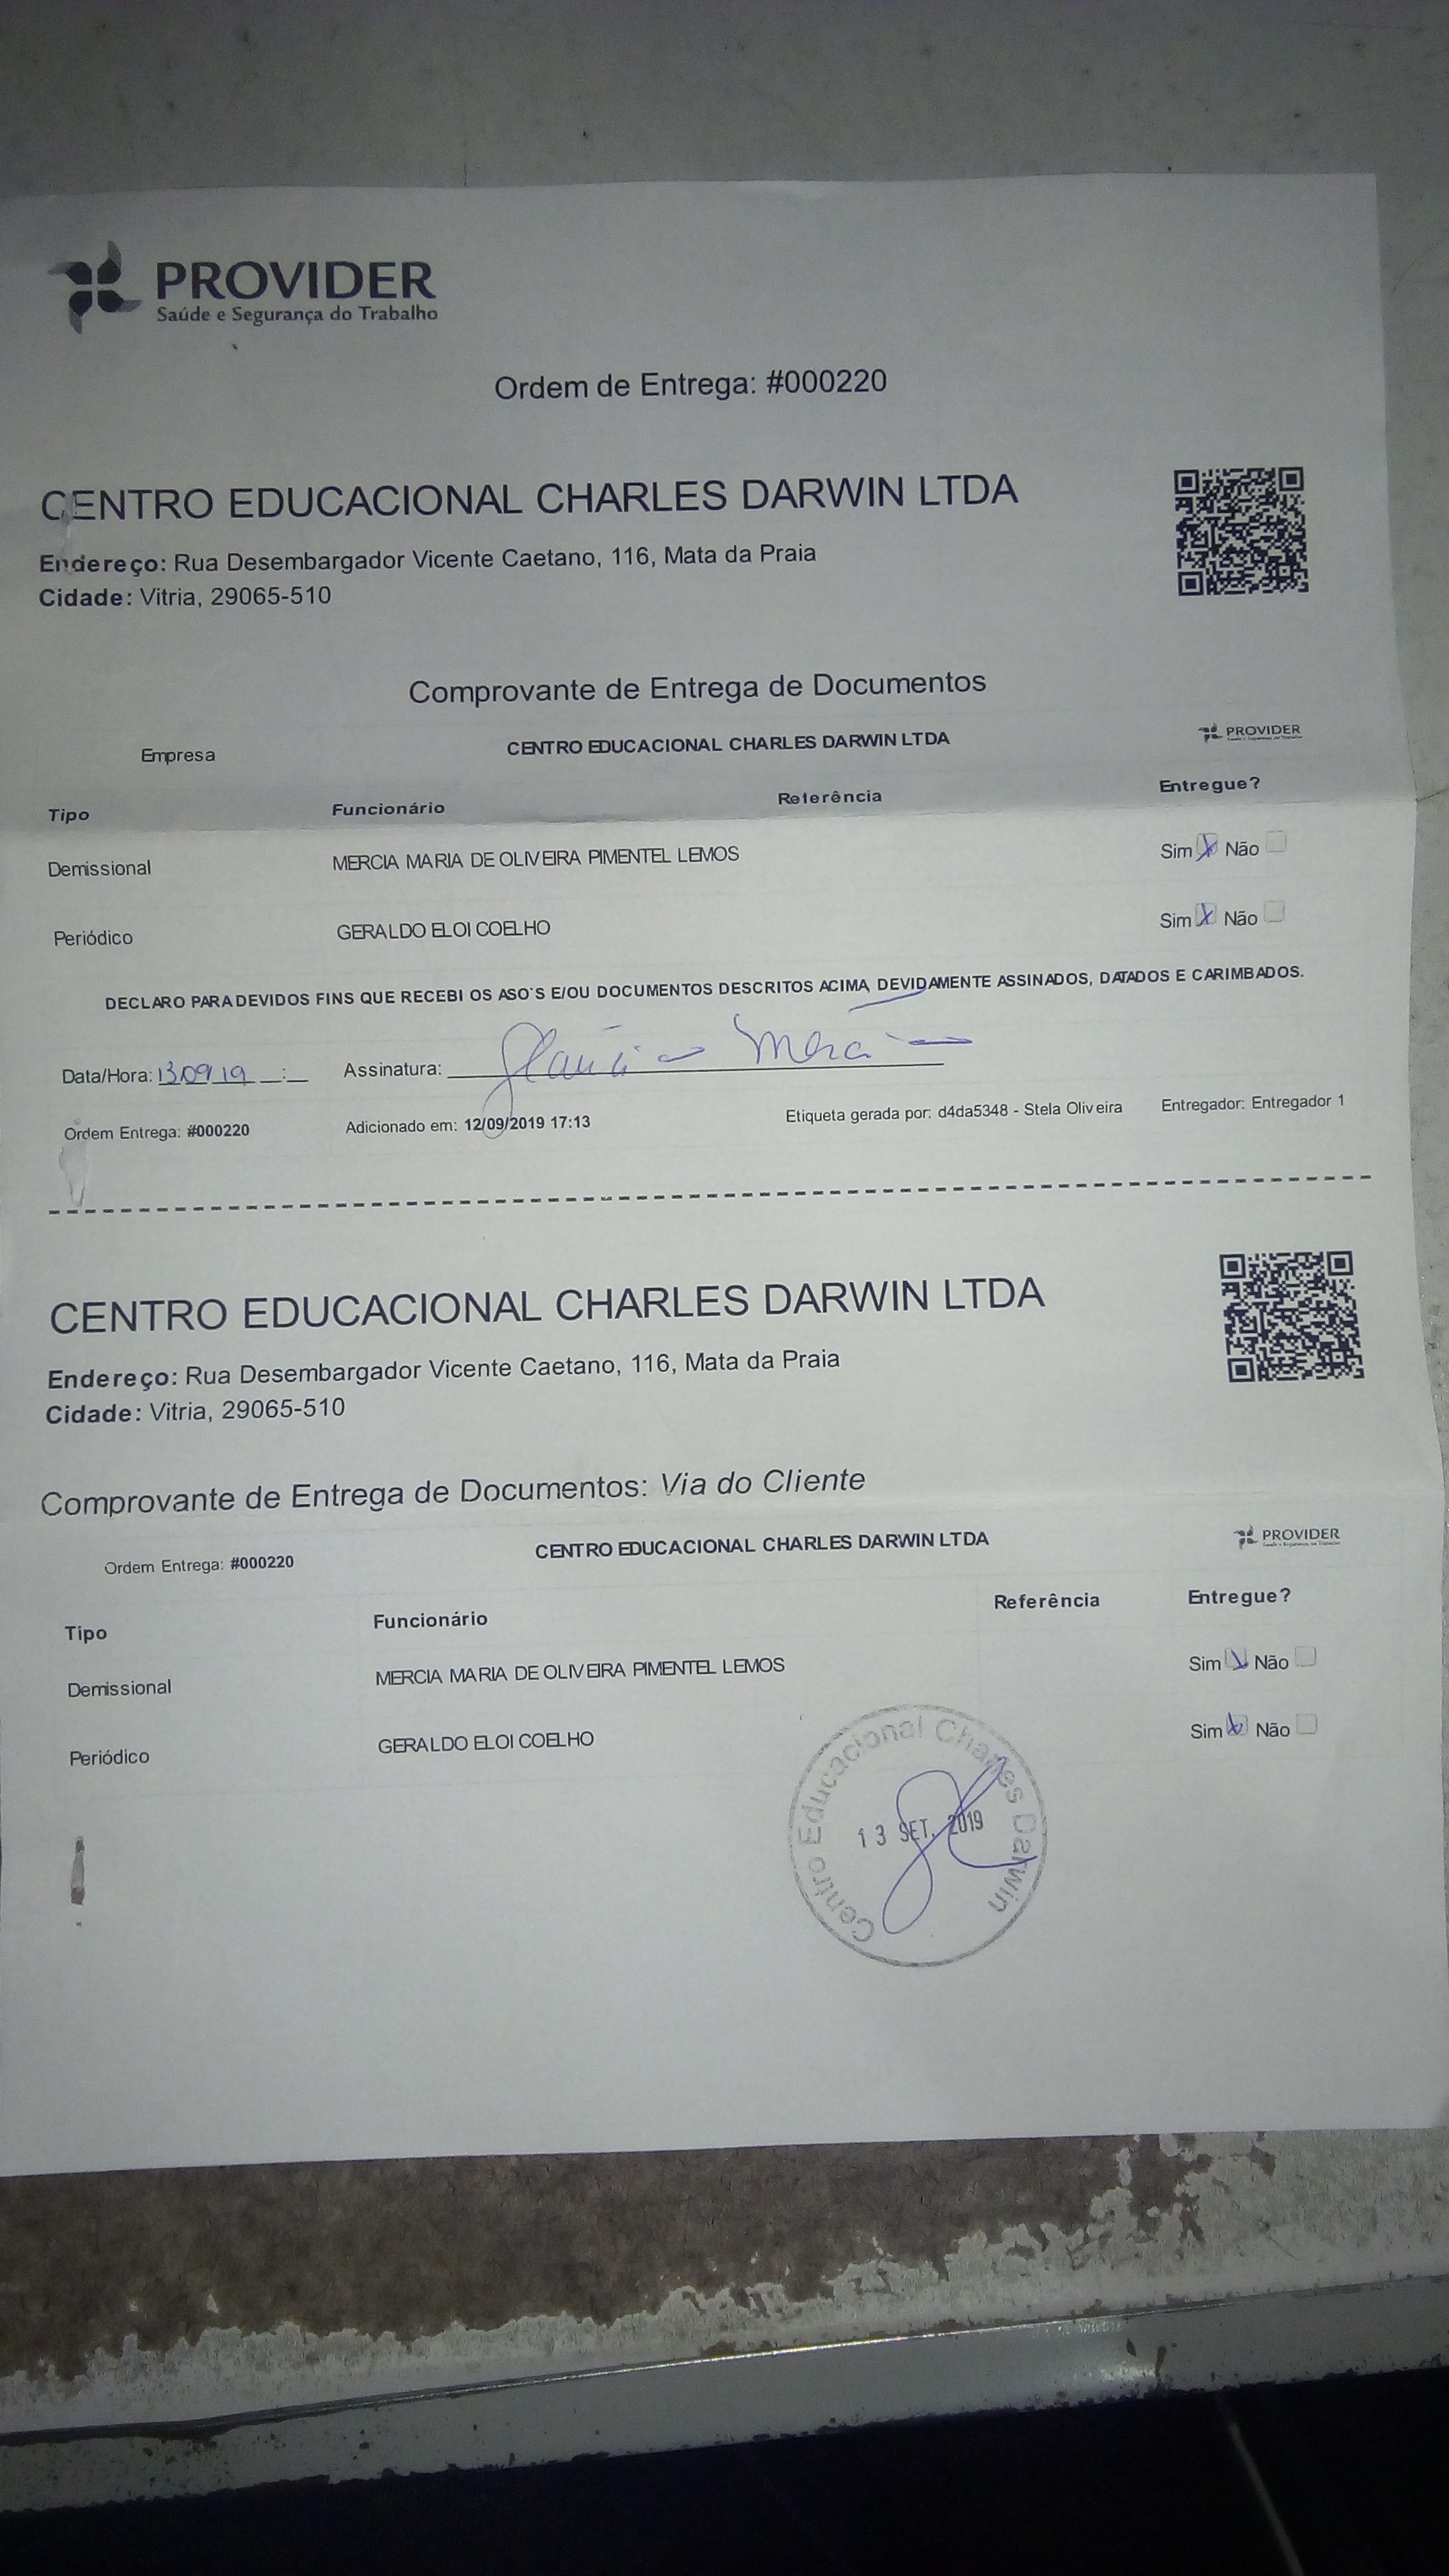 PROVIDER
Saúde e Segurança do Trabalho
Ordem de Entrega: #000220
CENTRO EDUCACIONAL CHARLES DARWIN LTDA
Endereço: Rua Desembargador Vicente Caetano, 116, Mata da Praia
Cidade: Vitria, 29065-510
Comprovante de Entrega de Documentos
Empresa CENTRO EDUCACIONAL CHARLES DARWIN LTDA PROVIDER
Tipo Funcionário Referência Entregue?
Demissional MERCIA MARIA DE OLIVEIRA PIMENTEL LEMOS Sim X Não
Periódico GERALDO ELOI COELHO Sim X Não
DECLARO PARA DEVIDOS FINS QUE RECEBI OS ASO`S E/OU DOCUMENTOS DESCRITOS ACIMA, DEVIDAMENTE ASSINADOS, DATADOS E CARIMBADOS.
Data/Hora: 13/09/19 __:__ Assinatura:
Ordem Entrega: #000220 Adicionado em: 12/09/2019 17:13 Etiqueta gerada por: d4da5348 - Stela Oliveira Entregador: Entregador 1
CENTRO EDUCACIONAL CHARLES DARWIN LTDA
Endereço: Rua Desembargador Vicente Caetano, 116, Mata da Praia
Cidade: Vitria, 29065-510
Comprovante de Entrega de Documentos: Via do Cliente
Ordem Entrega: #000220 CENTRO EDUCACIONAL CHARLES DARWIN LTDA PROVIDER
Tipo Funcionário Referência Entregue?
Demissional MERCIA MARIA DE OLIVEIRA PIMENTEL LEMOS Sim X Não
Periódico GERALDO ELOI COELHO Sim X Não
Centro Educacional Charles Darwin
13 SET. 2019